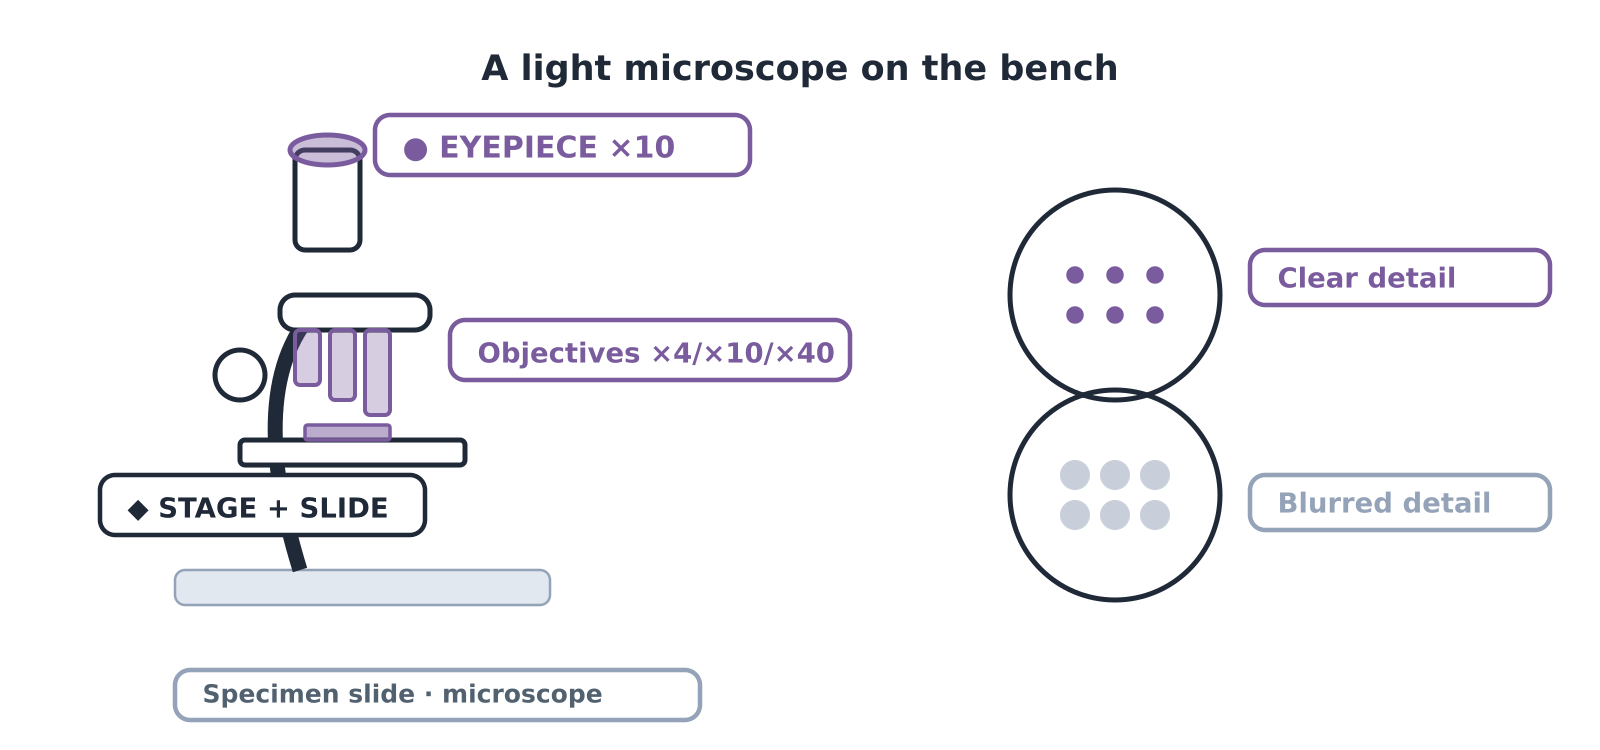 A light microscope on the bench
● EYEPIECE ×10
Objectives ×4/×10/×40
◆ STAGE + SLIDE
Specimen slide · microscope
Clear detail
Blurred detail